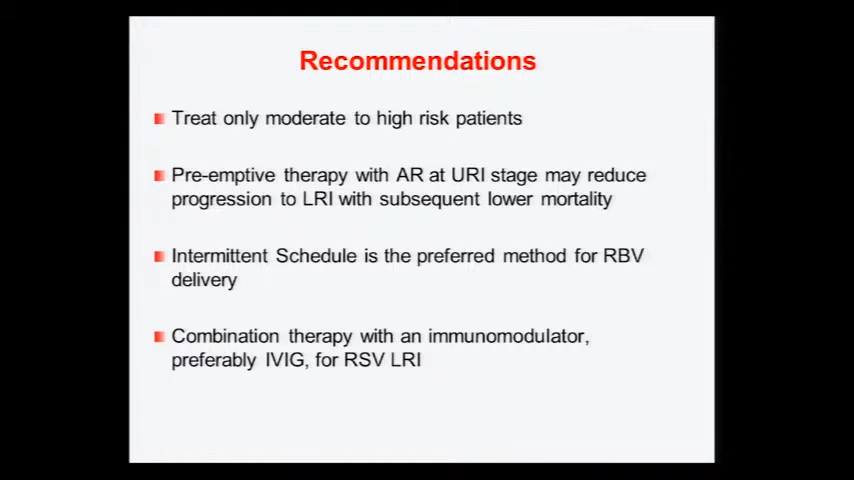 Recommendations
Treat only moderate to high risk patients
Pre-emptive therapy with AR at URI stage may reduce
progression to LRI with subsequent lower mortality
Intermittent Schedule is the preferred method for RBV
delivery
Combination therapy with an immunomodulator,
preferably IVIG, for RSV LRI